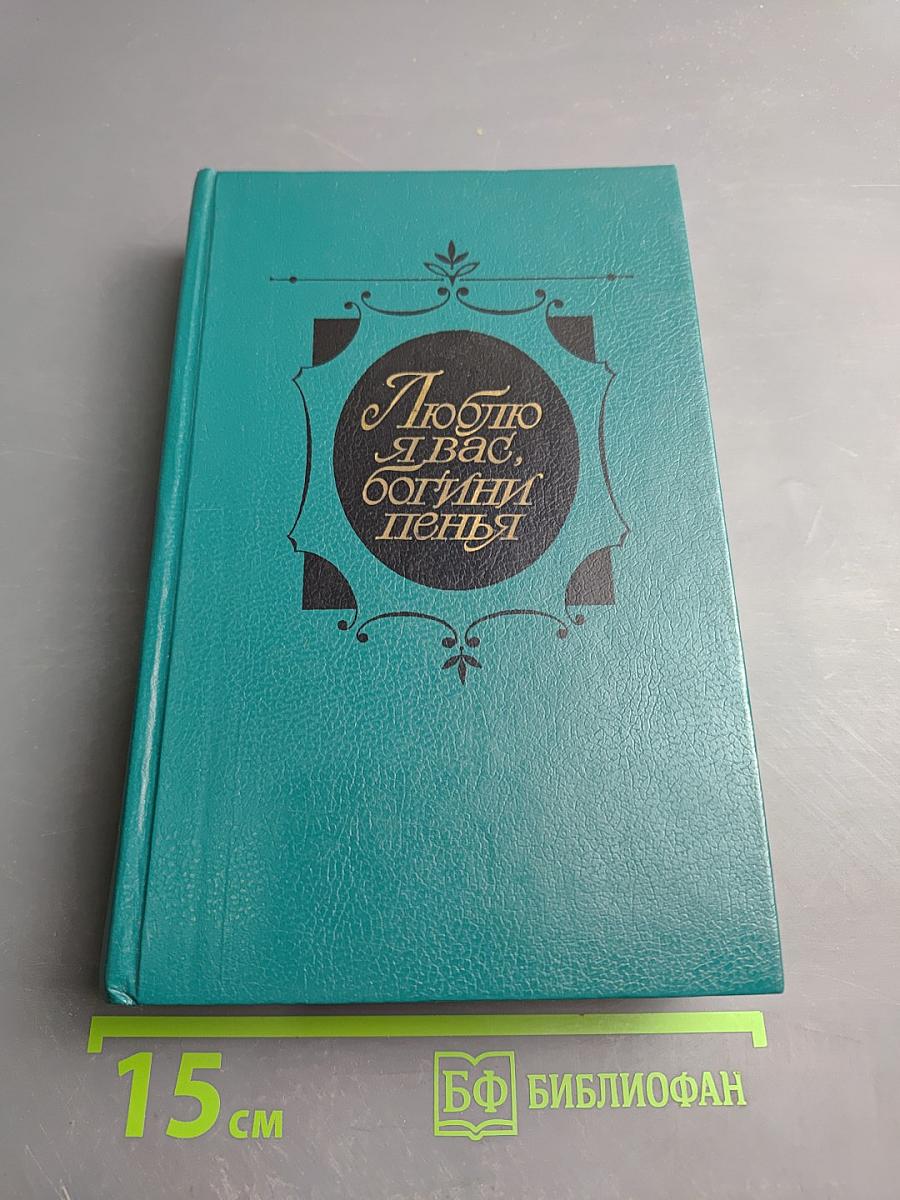 Люблю
я вас,
богини
пенья
15 см
БФ БИБЛИОФАН